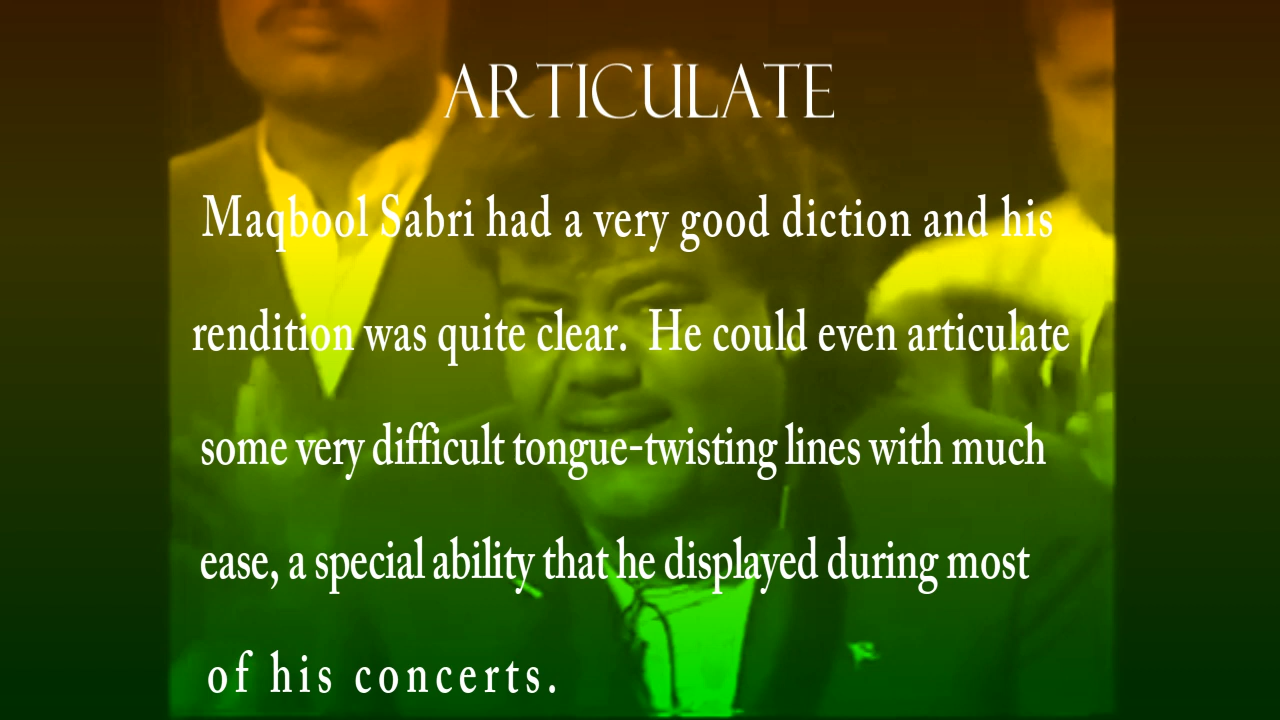 ARTICULATE
Maqbool Sabri had a very good diction and his
rendition was quite clear.  He could even articulate
some very difficult tongue-twisting lines with much
ease, a special ability that he displayed during most
of his concerts.